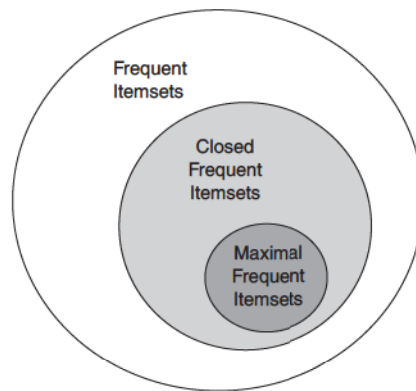 Frequent
Itemsets
Closed
Frequent
Itemsets
Maximal
Frequent
Itemsets